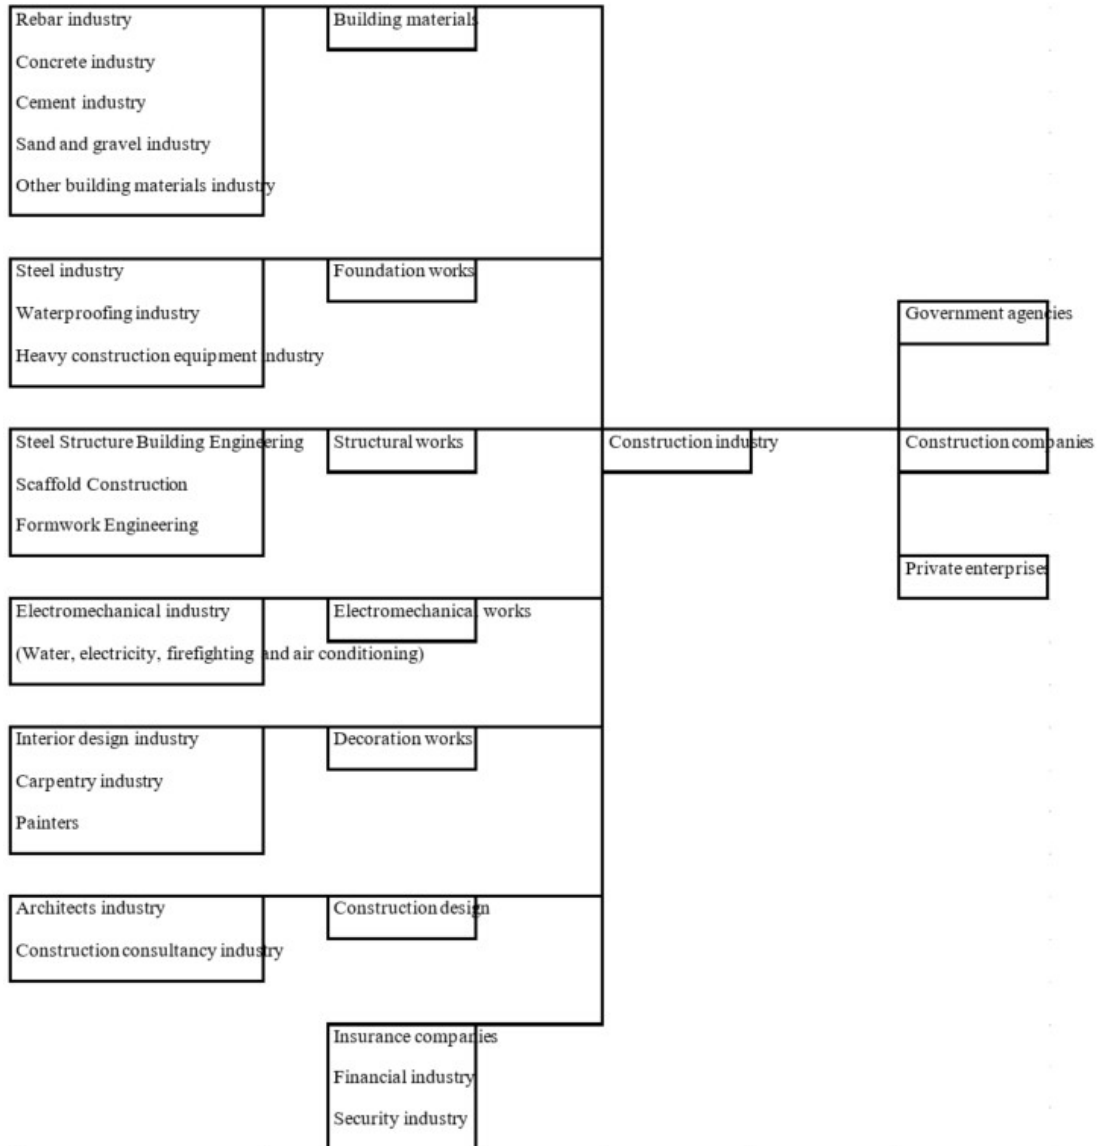 Rebar industry
Concrete industry
Cement industry
Sand and gravel industry
Other building materials industry
Building materials
Steel industry
Waterproofing industry
Heavy construction equipment industry
Foundation works
Steel Structure Building Engineering
Scaffold Construction
Formwork Engineering
Structural works
Electromechanical industry
(Water, electricity, firefighting and air conditioning)
Electromechanical works
Interior design industry
Carpentry industry
Painters
Decoration works
Architects industry
Construction consultancy industry
Construction design
Insurance companies
Financial industry
Security industry
Construction industry
Government agencies
Construction companies
Private enterprises